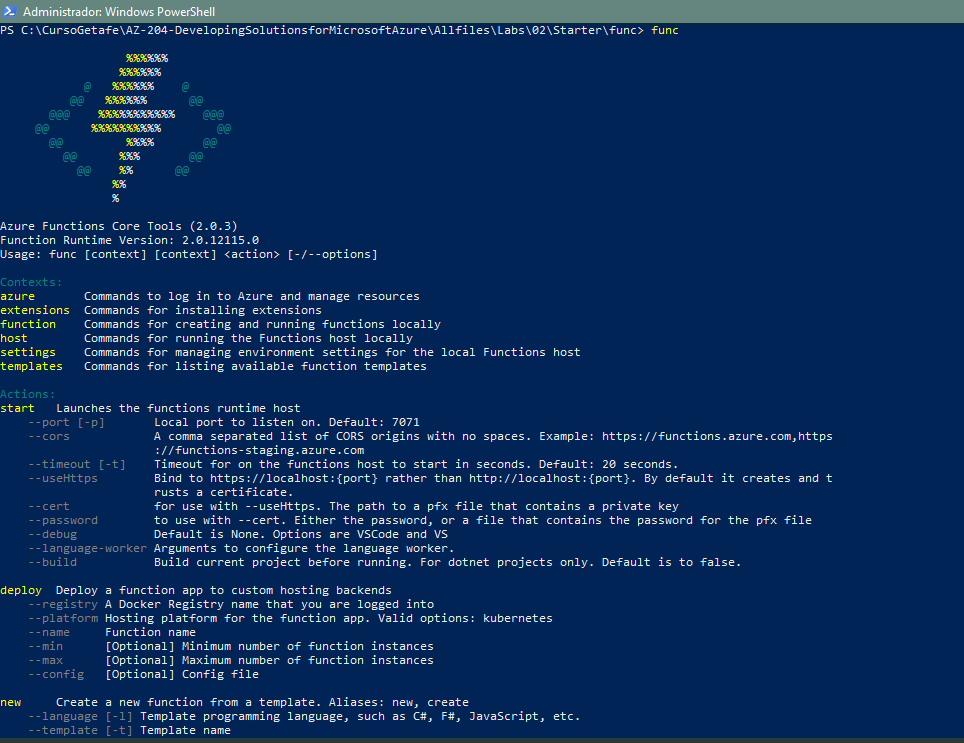 Administrador: Windows PowerShell
PS C:\CursoGetafe\AZ-204-DevelopingSolutionsforMicrosoftAzure\Allfiles\Labs\02\Starter\func> func
%%%%%%
%%%%%%
@ %%%%%% @
@@ %%%%%% @@
@@@ %%%%%%%%%%% @@@
@@ %%%%%%%%%% @@
@@ %%%% @@
@@ %%% @@
@@ %% @@
%%
%
Azure Functions Core Tools (2.0.3)
Function Runtime Version: 2.0.12115.0
Usage: func [context] [context] <action> [-/--options]
Contexts:
azure Commands to log in to Azure and manage resources
extensions Commands for installing extensions
function Commands for creating and running functions locally
host Commands for running the Functions host locally
settings Commands for managing environment settings for the local Functions host
templates Commands for listing available function templates
Actions:
start Launches the functions runtime host
--port [-p] Local port to listen on. Default: 7071
--cors A comma separated list of CORS origins with no spaces. Example: https://functions.azure.com,https
://functions-staging.azure.com
--timeout [-t] Timeout for on the functions host to start in seconds. Default: 20 seconds.
--useHttps Bind to https://localhost:{port} rather than http://localhost:{port}. By default it creates and t
rusts a certificate.
--cert for use with --useHttps. The path to a pfx file that contains a private key
--password to use with --cert. Either the password, or a file that contains the password for the pfx file
--debug Default is None. Options are VSCode and VS
--language-worker Arguments to configure the language worker.
--build Build current project before running. For dotnet projects only. Default is to false.
deploy Deploy a function app to custom hosting backends
--registry A Docker Registry name that you are logged into
--platform Hosting platform for the function app. Valid options: kubernetes
--name Function name
--min [Optional] Minimum number of function instances
--max [Optional] Maximum number of function instances
--config [Optional] Config file
new Create a new function from a template. Aliases: new, create
--language [-l] Template programming language, such as C#, F#, JavaScript, etc.
--template [-t] Template name